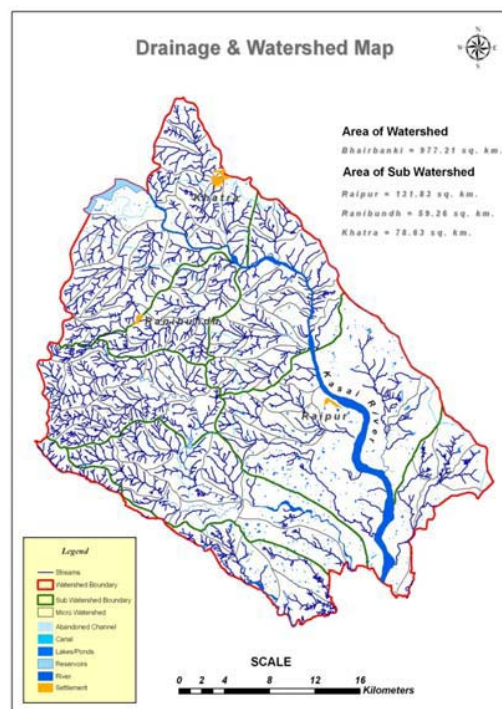 Drainage & Watershed Map
N
W E
S
Area of Watershed
Bhairbanki = 977.21 sq. km.
Area of Sub Watershed
Raipur = 131.83 sq. km.
Ranibundh = 59.26 sq. km.
Khatra = 78.63 sq. km.
Khatra
Ranibundh
Kasai River
Raipur
Legend
Streams
Watershed Boundary
Sub Watershed Boundary
Micro Watershed
Abandoned Channel
Canal
Lakes/Ponds
Reservoirs
River
Settlement
SCALE
0 2 4 8 12 16
Kilometers